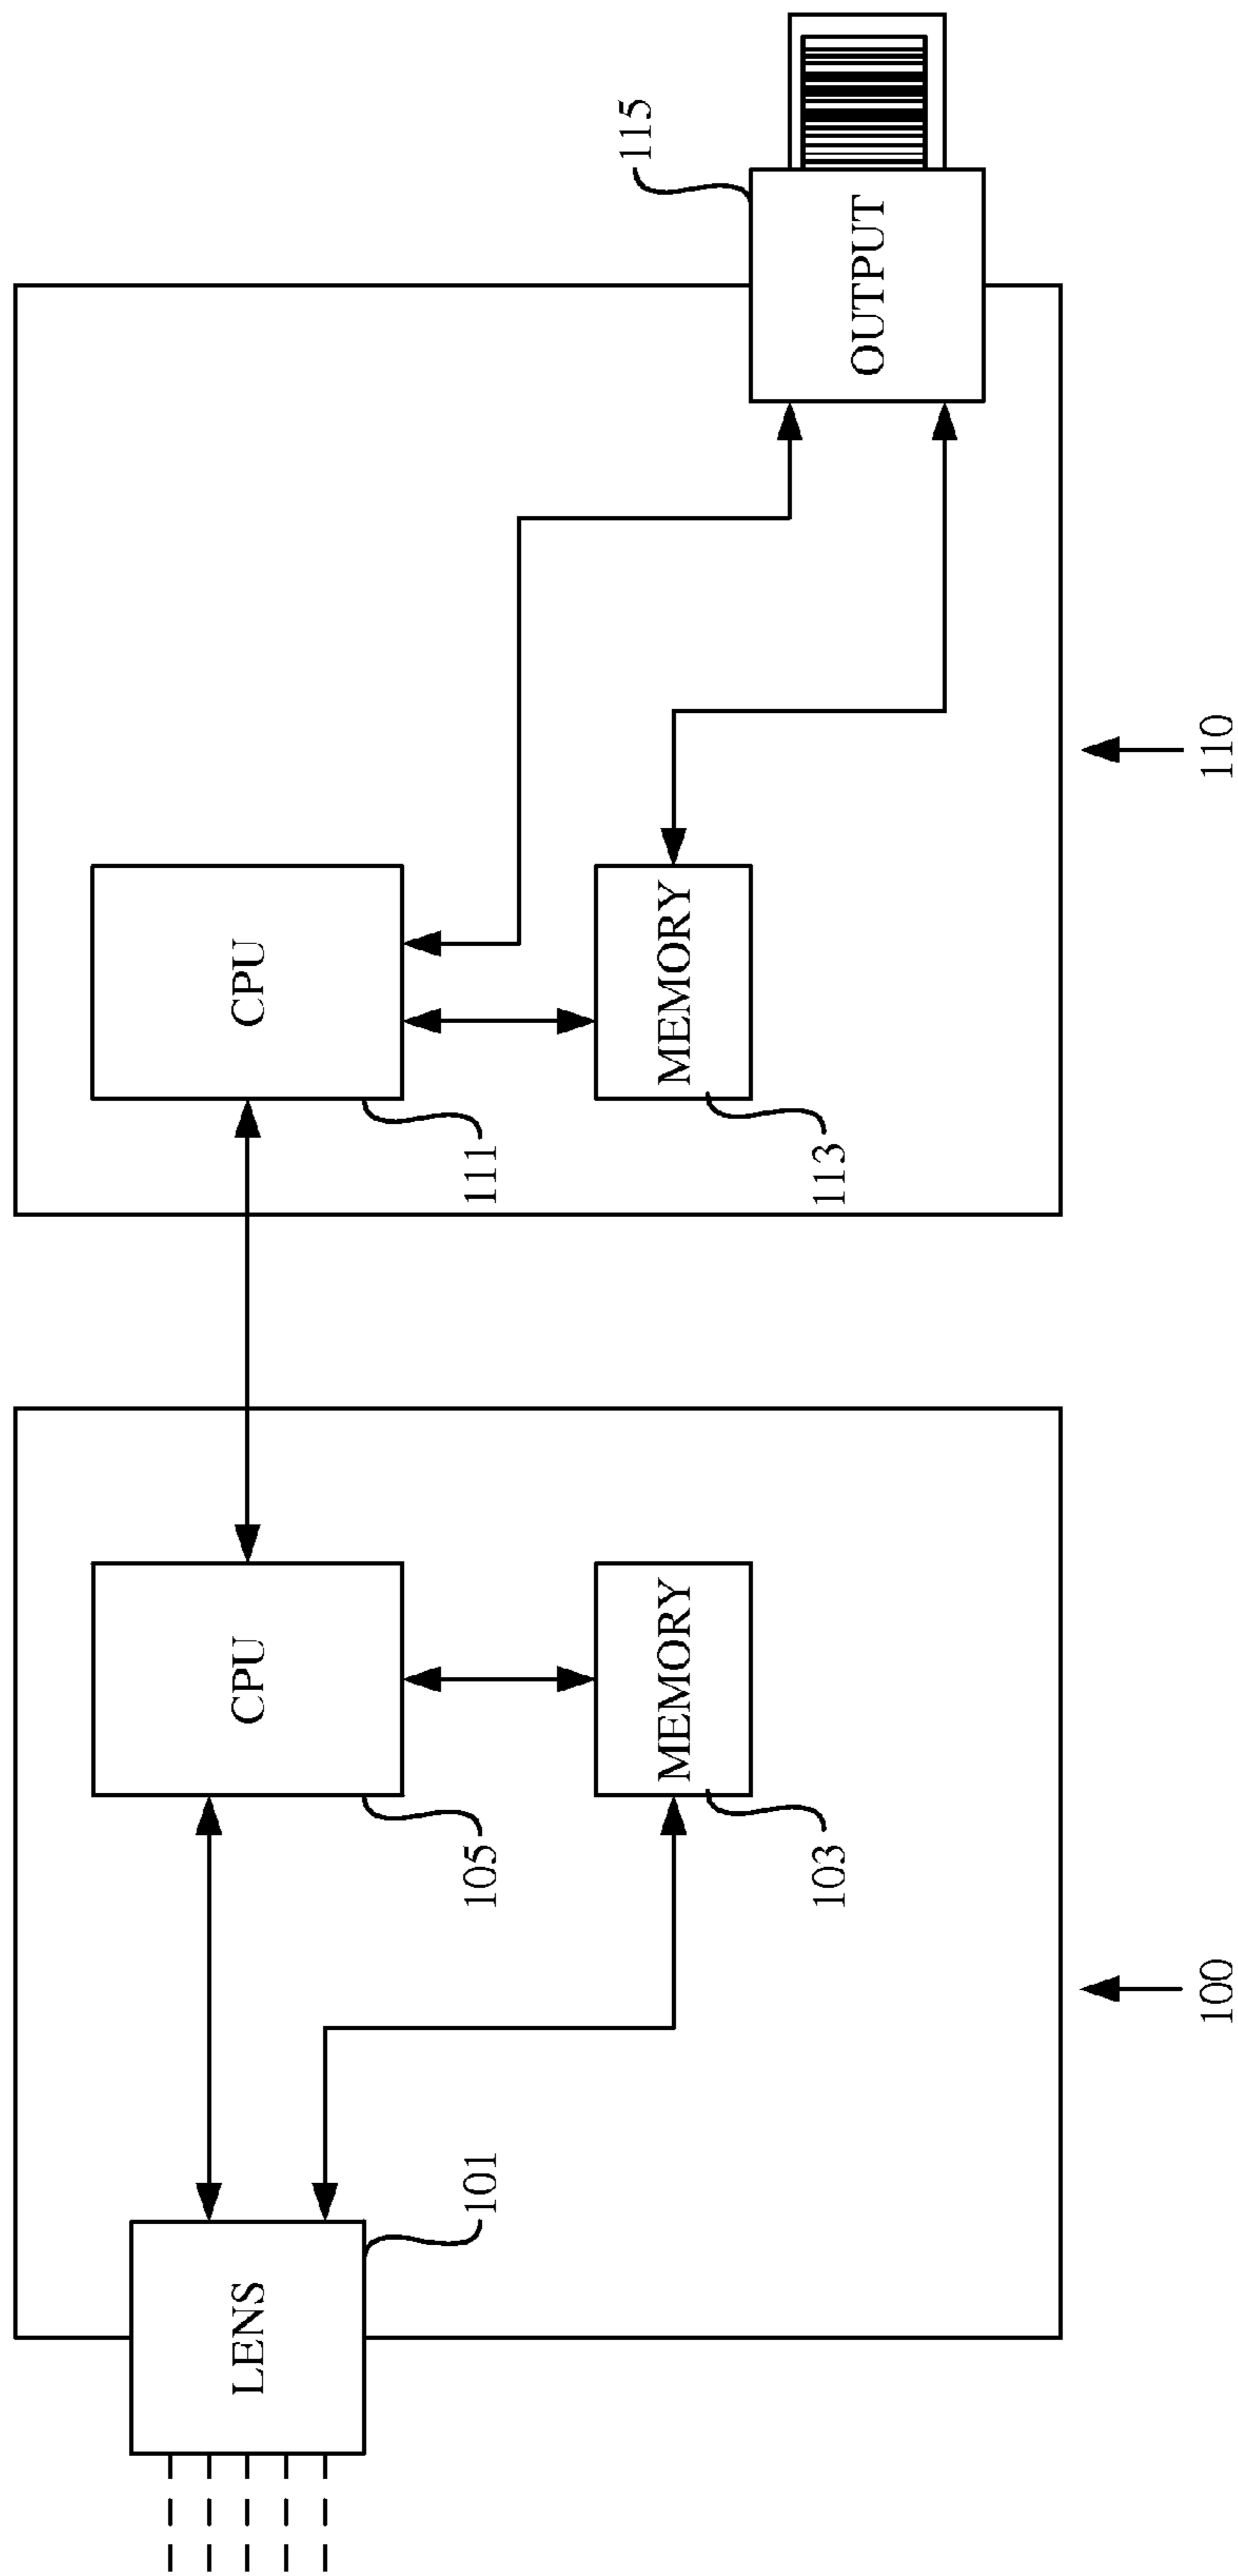 LENS
101
CPU
105
MEMORY
103
100
CPU
111
MEMORY
113
OUTPUT
115
110